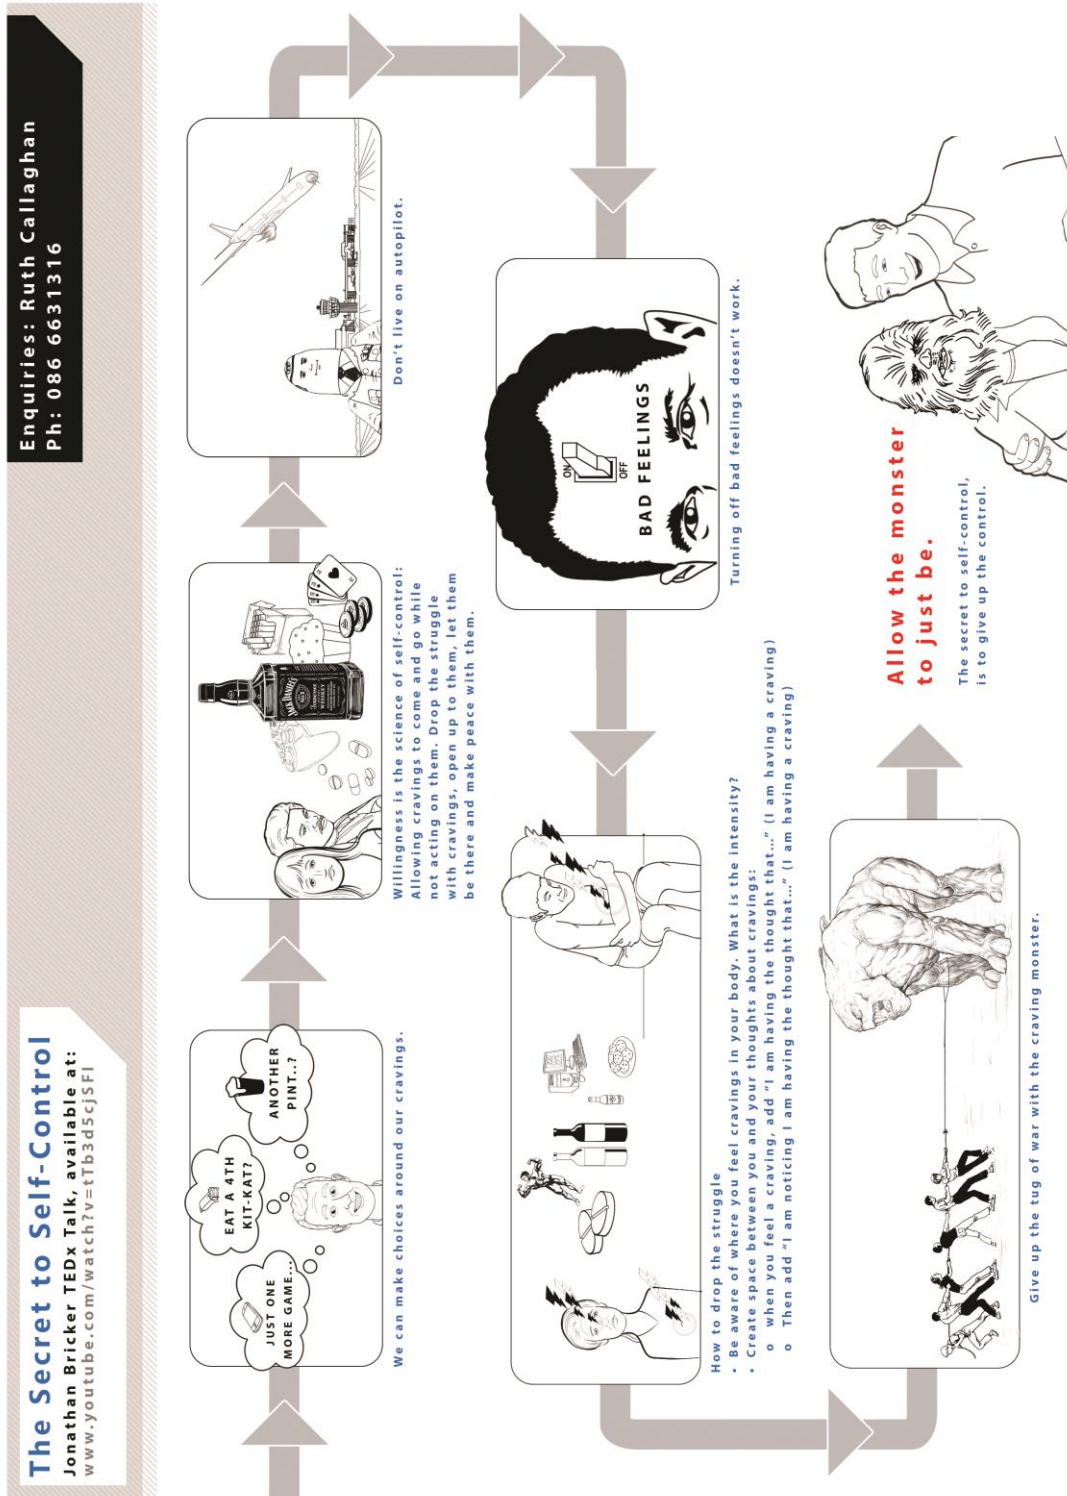 The Secret to Self-Control
Jonathan Bricker TEDx Talk, available at:
www.youtube.com/watch?v=tTb3d5cjSFI
Enquiries: Ruth Callaghan
Ph: 086 6631316
JUST ONE
MORE GAME...
EAT A 4TH
KIT-KAT?
ANOTHER
PINT..?
We can make choices around our cravings.
JACK DANIEL'S
Willingness is the science of self-control:
Allowing cravings to come and go while
not acting on them. Drop the struggle
with cravings, open up to them, let them
be there and make peace with them.
Don't live on autopilot.
ON
OFF
BAD FEELINGS
Turning off bad feelings doesn't work.
How to drop the struggle
• Be aware of where you feel cravings in your body. What is the intensity?
• Create space between you and your thoughts about cravings:
o when you feel a craving, add "I am having the thought that..." (I am having a craving)
o Then add "I am noticing I am having the thought that..." (I am having a craving)
Give up the tug of war with the craving monster.
Allow the monster
to just be.
The secret to self-control,
is to give up the control.